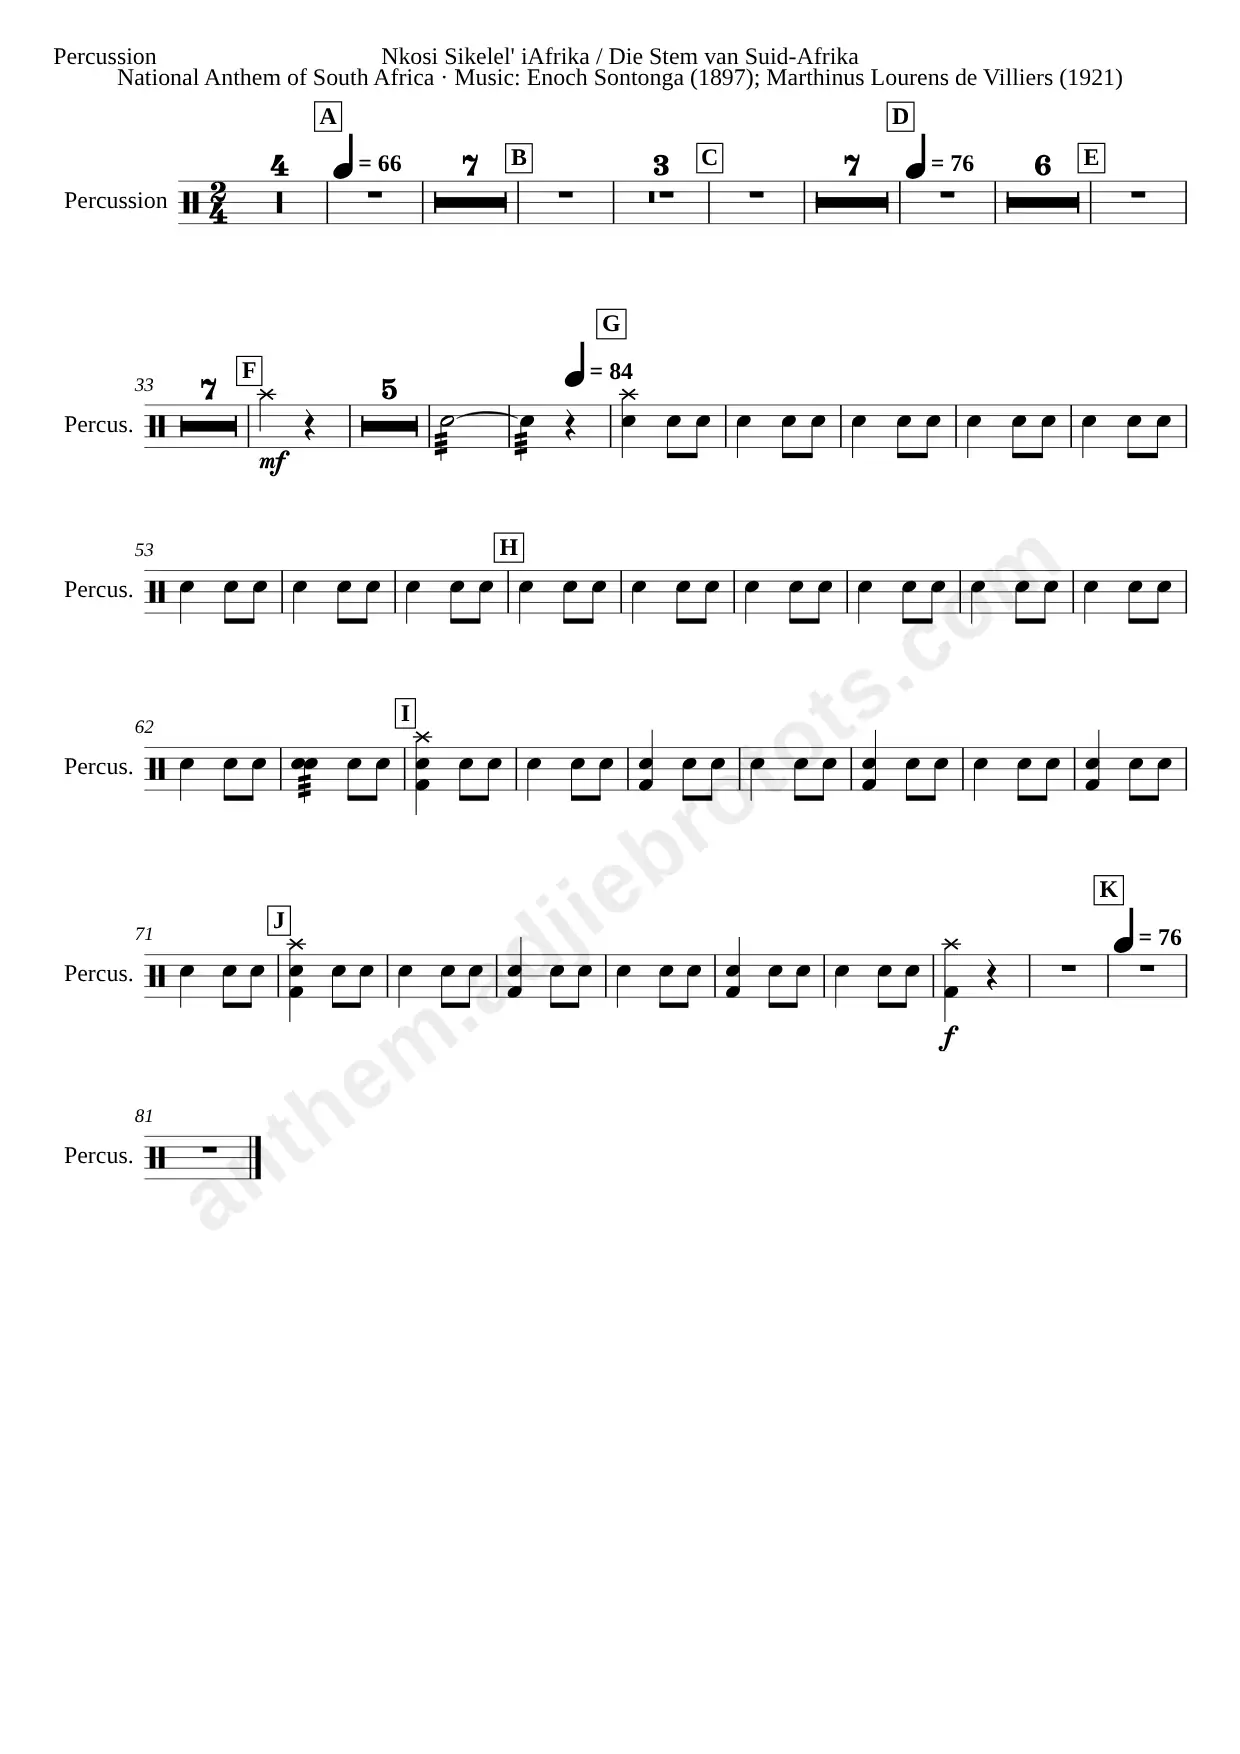 Percussion
Nkosi Sikelel' iAfrika / Die Stem van Suid-Afrika
National Anthem of South Africa · Music: Enoch Sontonga (1897); Marthinus Lourens de Villiers (1921)
A D
= 66 B C = 76 E
4 7 3 7 6
Percussion 2/4
G
F = 84
33 7 5
Percus.
mf
53 H
Percus.
I
62
Percus.
K
J
71 = 76
Percus.
f
81
Percus.
anthem.adjiebrotots.com